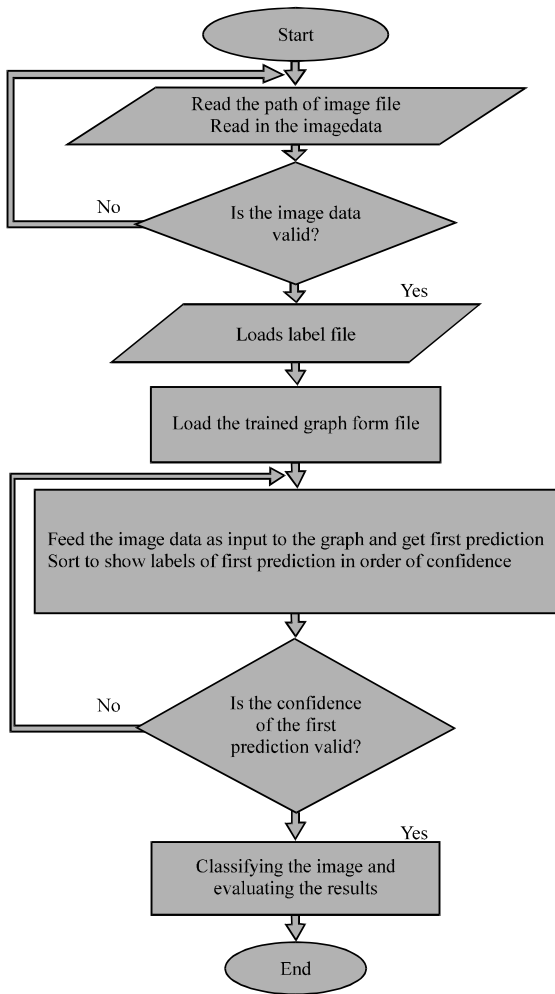 Start
Read the path of image file
Read in the imagedata
No
Is the image data
valid?
Yes
Loads label file
Load the trained graph form file
Feed the image data as input to the graph and get first prediction
Sort to show labels of first prediction in order of confidence
No
Is the confidence
of the first
prediction valid?
Yes
Classifying the image and
evaluating the results
End